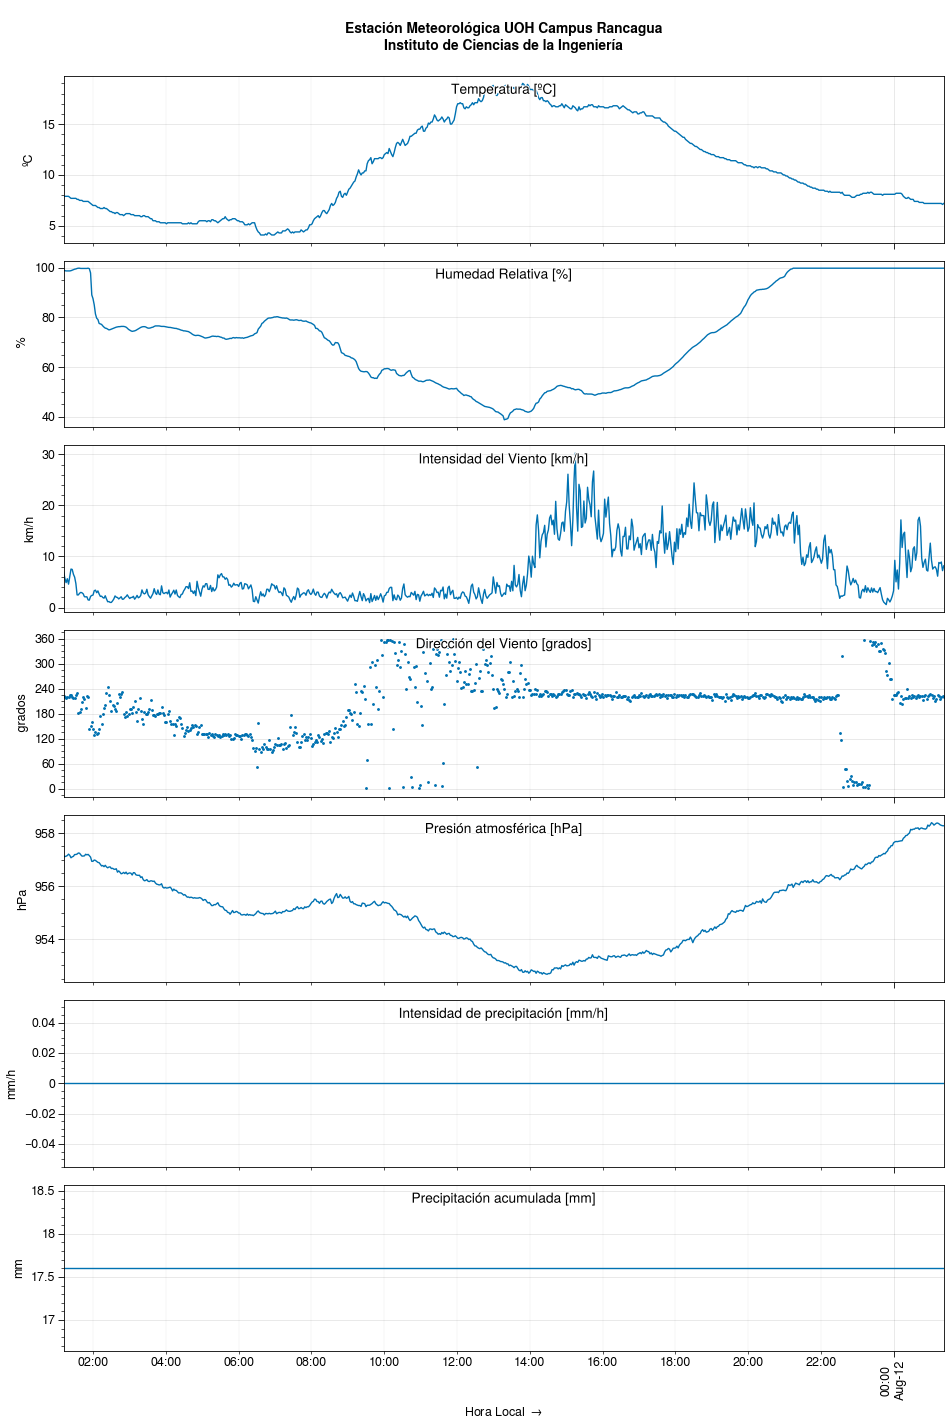 Estación Meteorológica UOH Campus Rancagua
Instituto de Ciencias de la Ingeniería
Temperatura [ºC]
15
10
5
ºC
Humedad Relativa [%]
100
80
60
40
%
Intensidad del Viento [km/h]
30
20
10
0
km/h
Dirección del Viento [grados]
360
300
240
180
120
60
0
grados
Presión atmosférica [hPa]
958
956
954
hPa
Intensidad de precipitación [mm/h]
0.04
0.02
0
−0.02
−0.04
mm/h
Precipitación acumulada [mm]
18.5
18
17.5
17
mm
02:00 04:00 06:00 08:00 10:00 12:00 14:00 16:00 18:00 20:00 22:00 00:00
Aug-12
Hora Local →